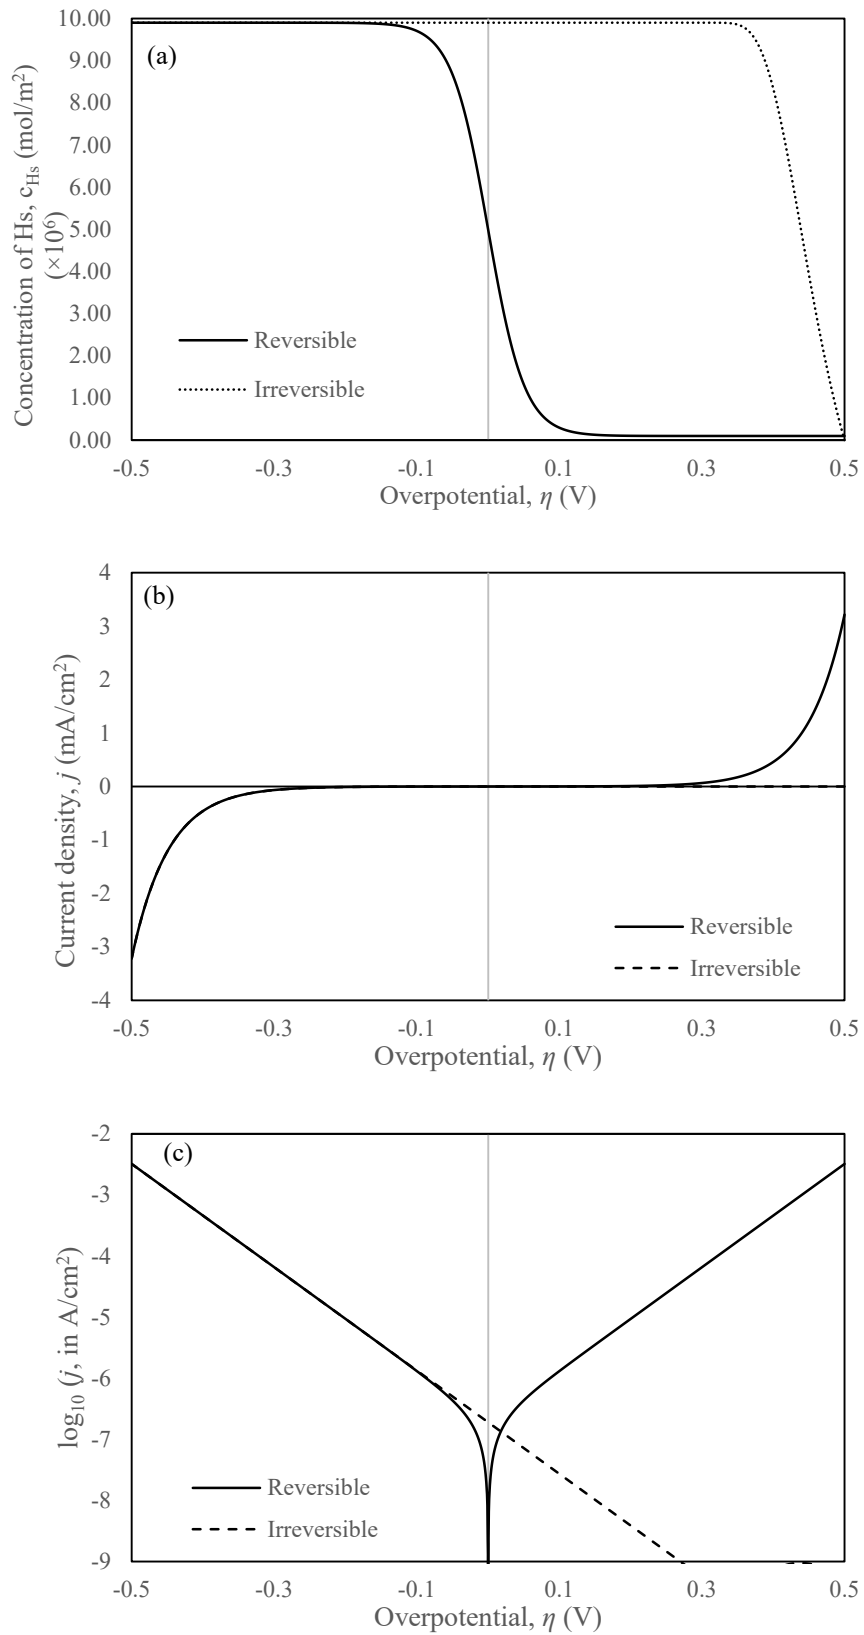 10.00
9.00
8.00
7.00
6.00
5.00
4.00
3.00
2.00
1.00
0.00
Concentration of Hs, c_Hs (mol/m²)
(×10⁶)
(a)
Reversible
Irreversible
-0.5 -0.3 -0.1 0.1 0.3 0.5
Overpotential, η (V)
4
3
2
1
0
-1
-2
-3
-4
Current density, j (mA/cm²)
(b)
Reversible
Irreversible
-0.5 -0.3 -0.1 0.1 0.3 0.5
Overpotential, η (V)
-2
-3
-4
-5
-6
-7
-8
-9
log₁₀ (j, in A/cm²)
(c)
Reversible
Irreversible
-0.5 -0.3 -0.1 0.1 0.3 0.5
Overpotential, η (V)